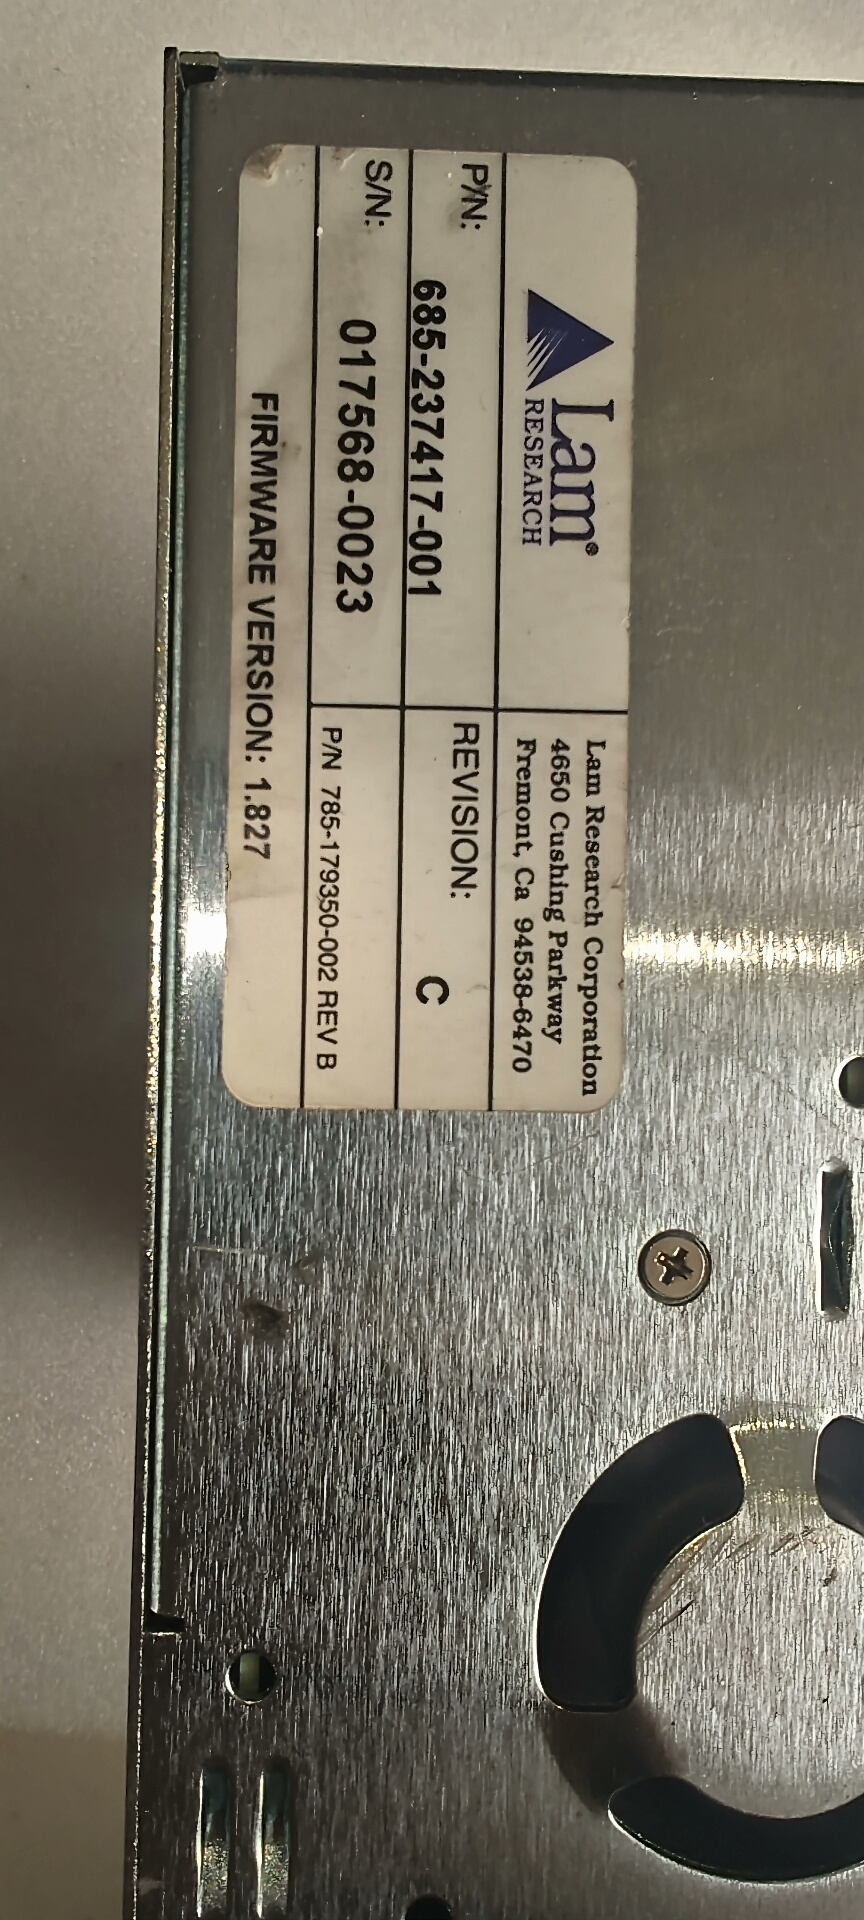 Lam®
RESEARCH
Lam Research Corporation
4650 Cushing Parkway
Fremont, Ca 94538-6470
P/N: 685-237417-001
REVISION: C
S/N: 017568-0023
P/N 785-179350-002 REV B
FIRMWARE VERSION: 1.827